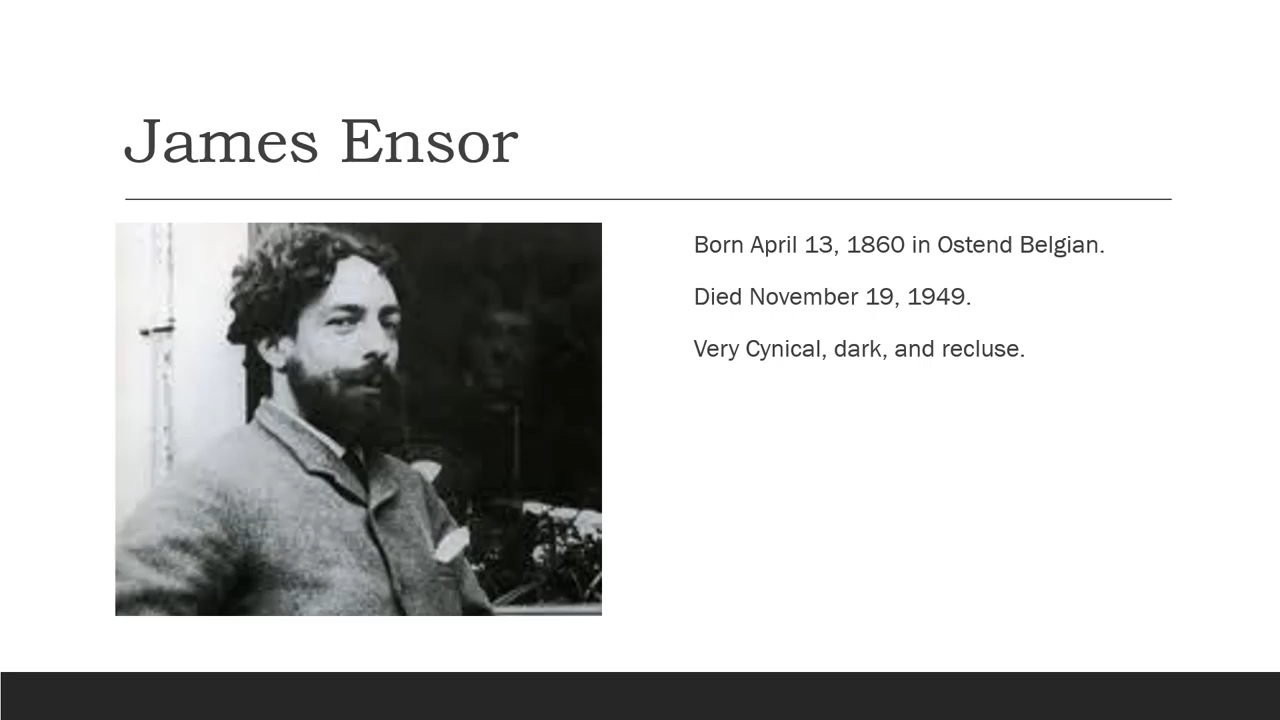 James Ensor
Born April 13, 1860 in Ostend Belgian.
Died November 19, 1949.
Very Cynical, dark, and recluse.